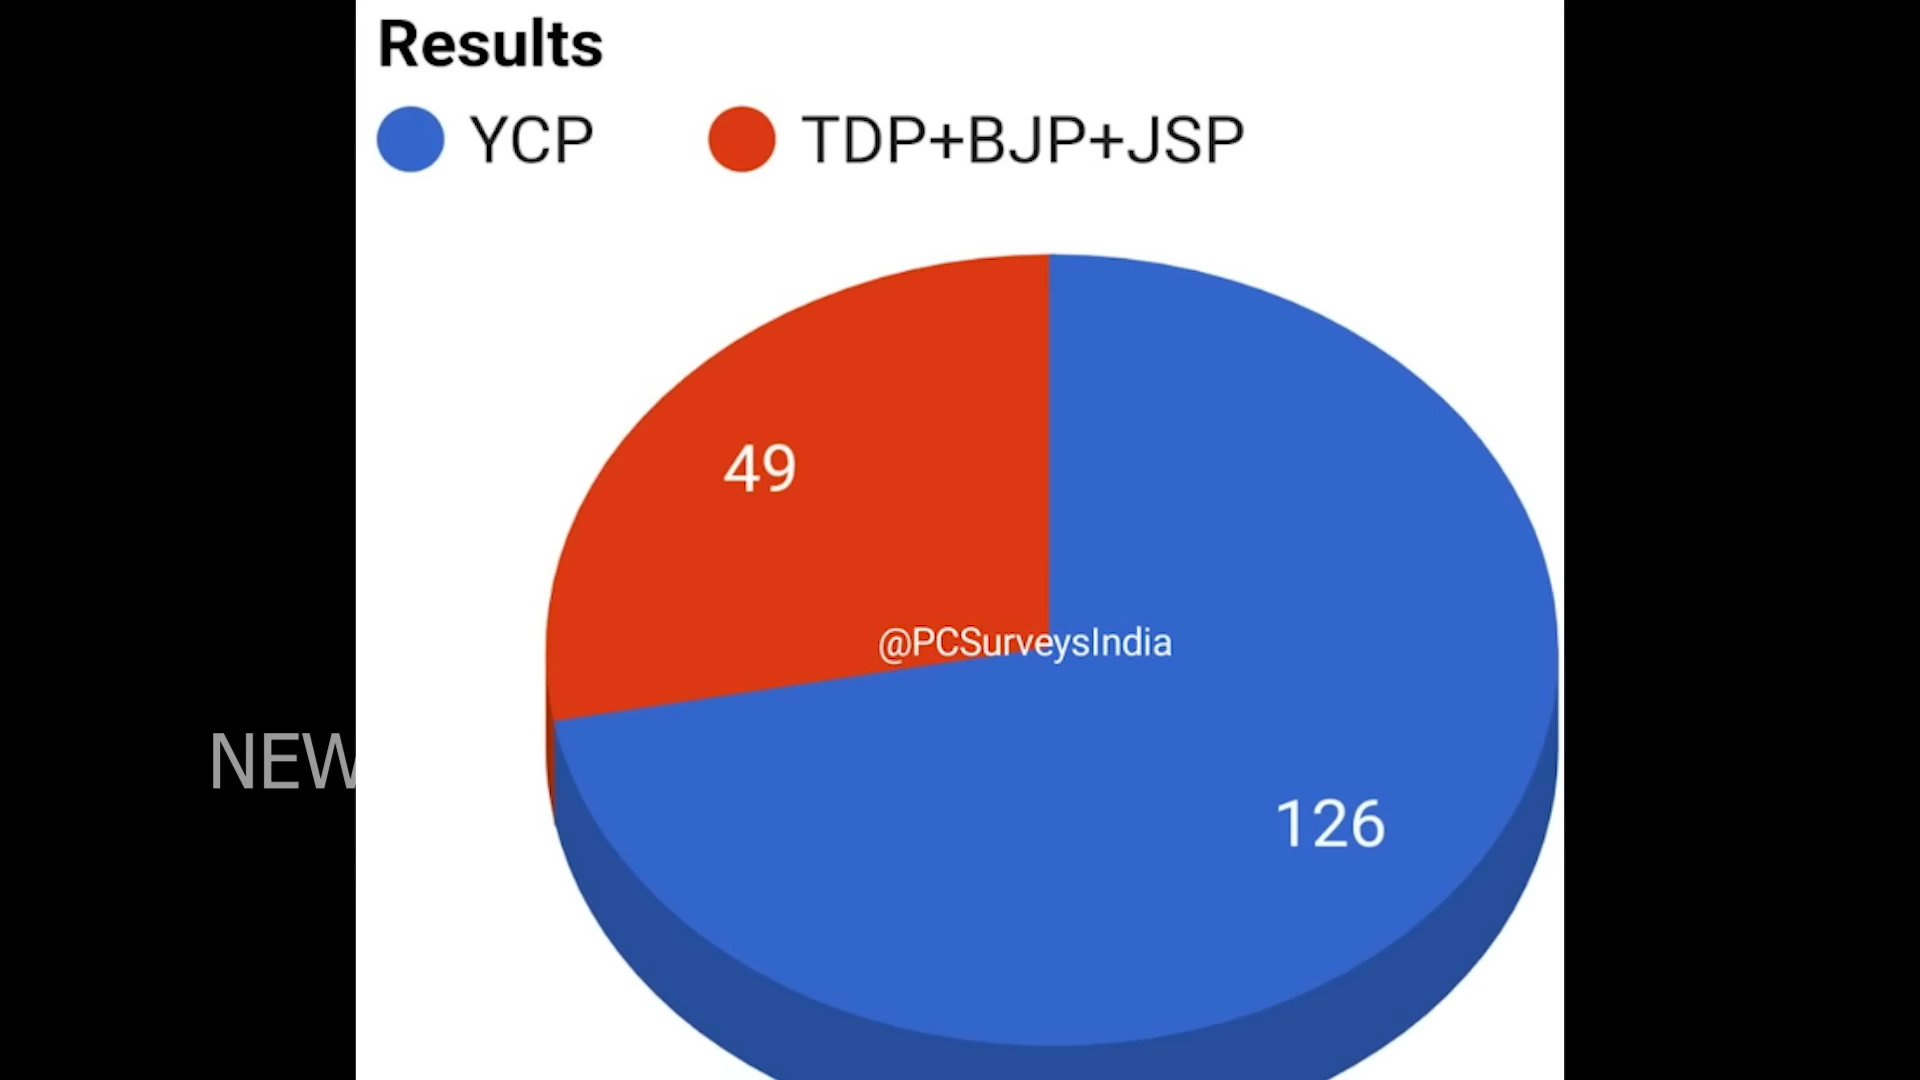 Results
YCP
TDP+BJP+JSP
49
@PCSurveysIndia
NEW
126